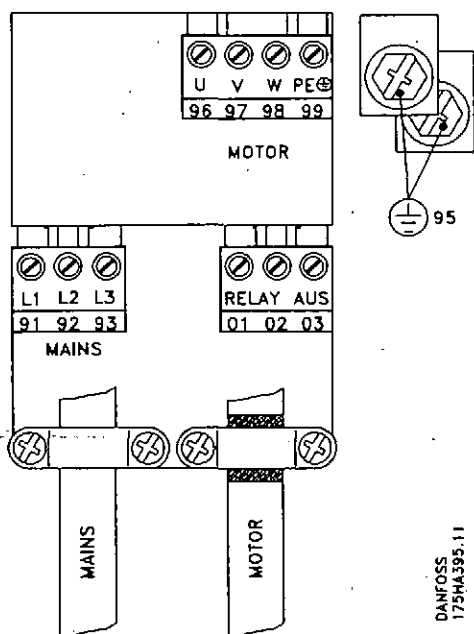 U V W PE
96 97 98 99
MOTOR
95
L1 L2 L3
91 92 93
MAINS
RELAY AUS
01 02 03
MAINS
MOTOR
DANFOSS
175HA395.11